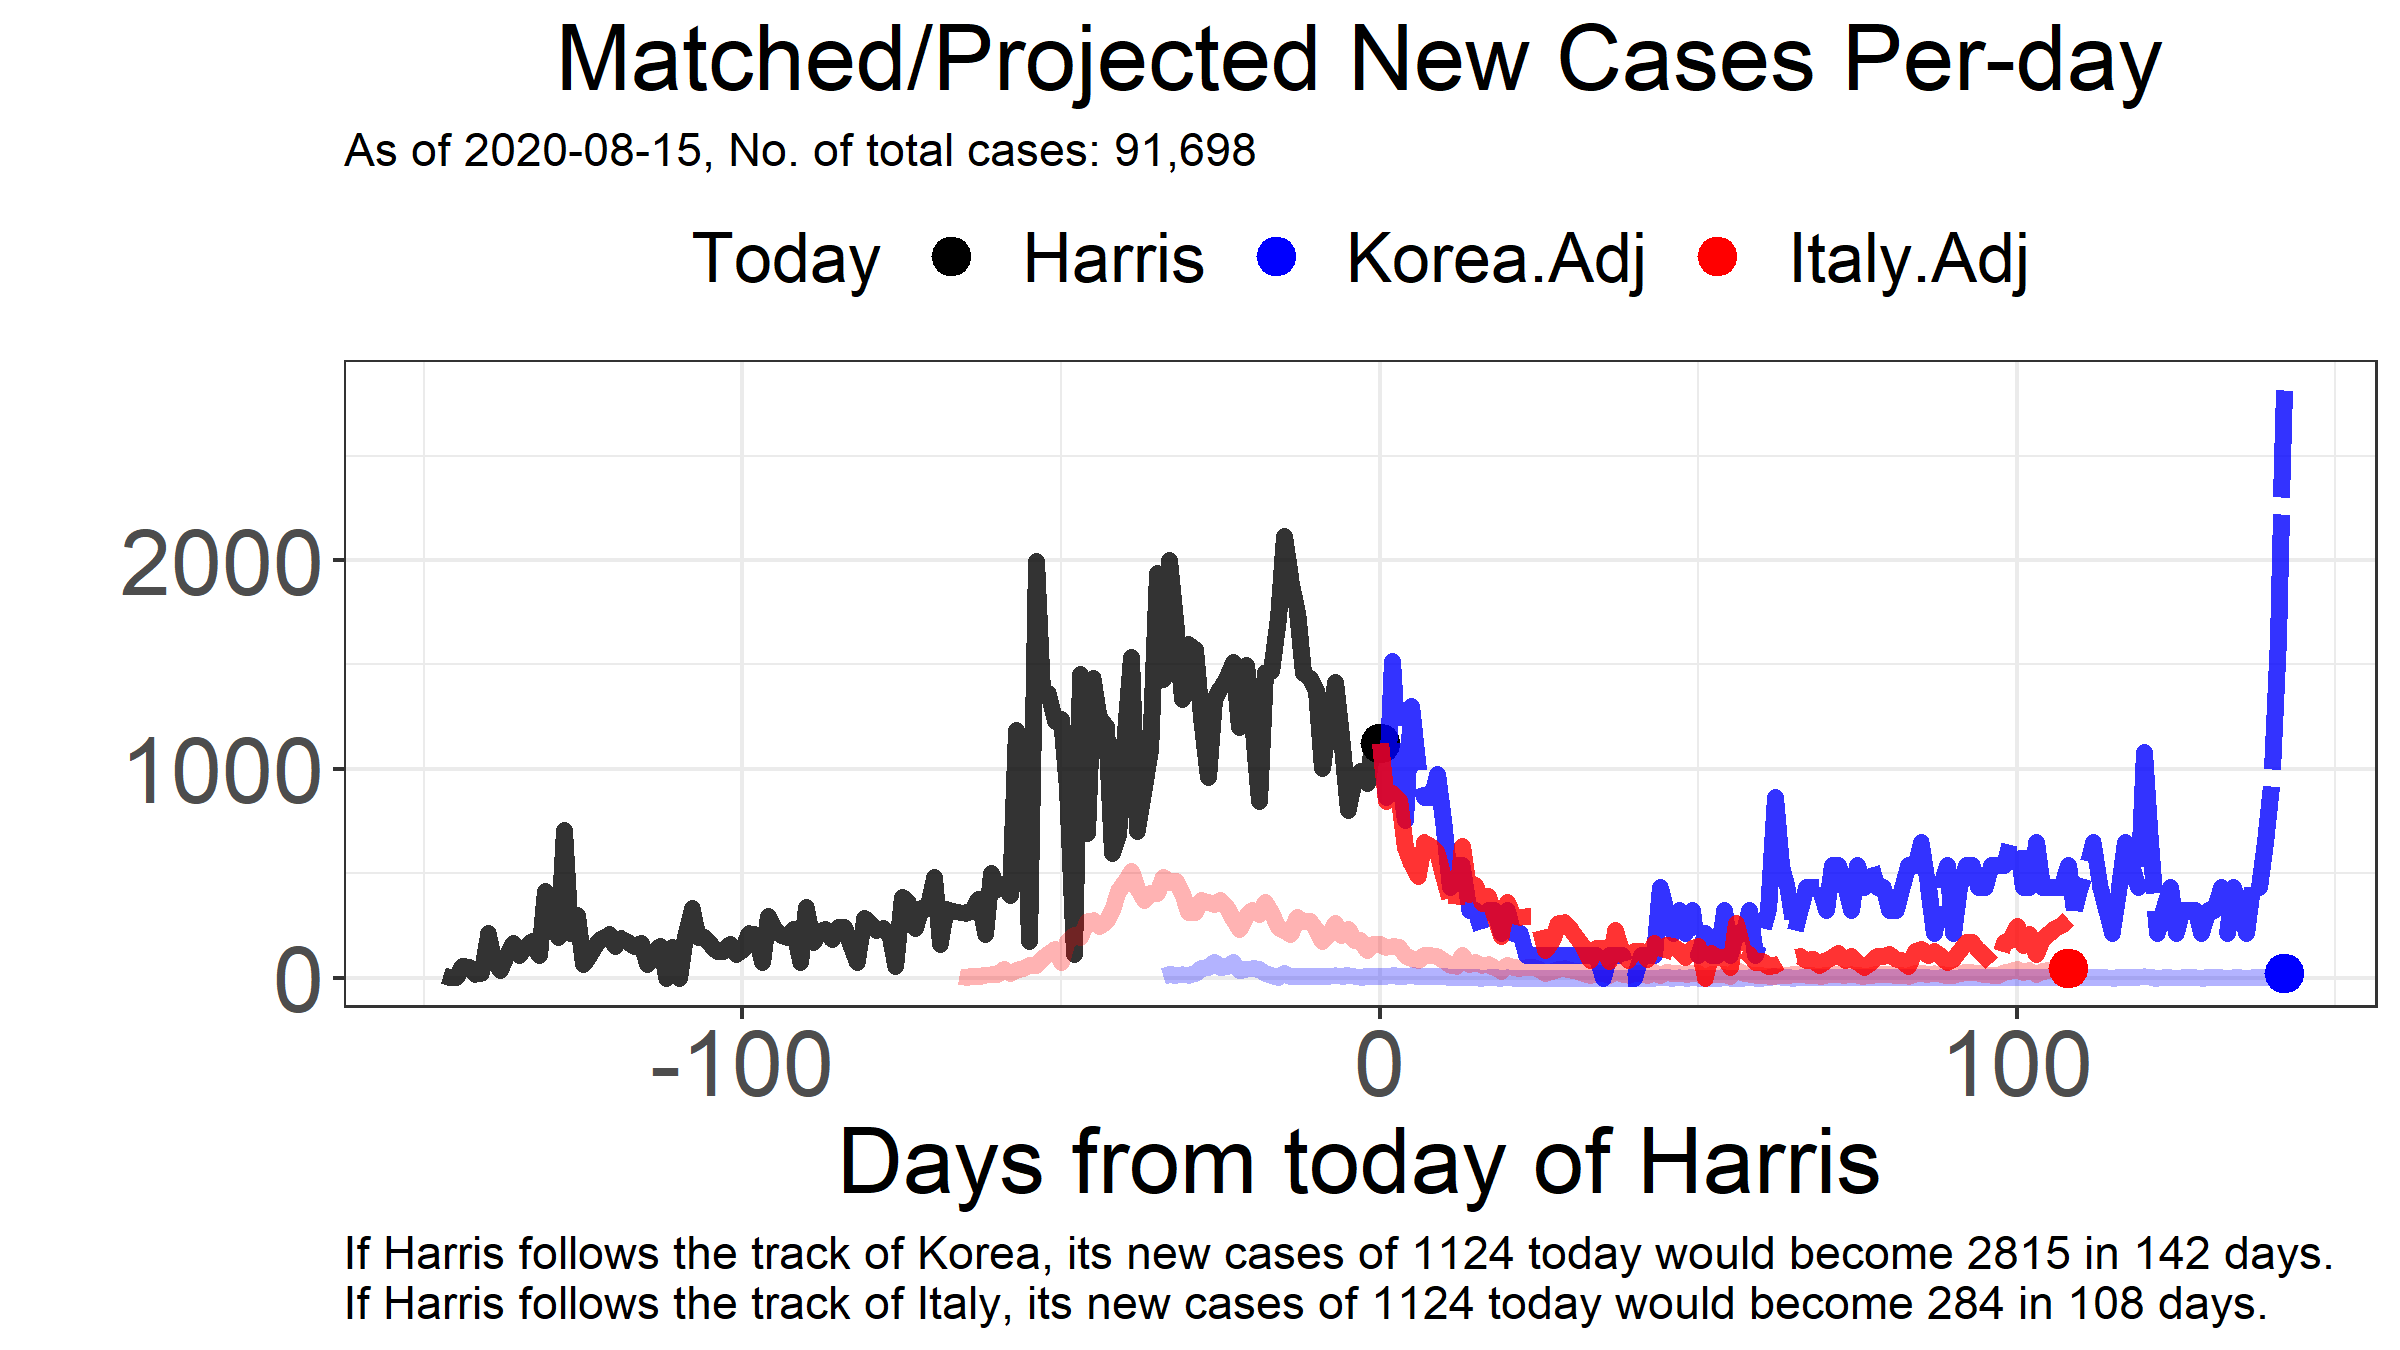 Matched/Projected New Cases Per-day
As of 2020-08-15, No. of total cases: 91,698
Today Harris Korea.Adj Italy.Adj
2000
1000
0
-100 0 100
Days from today of Harris
If Harris follows the track of Korea, its new cases of 1124 today would become 2815 in 142 days.
If Harris follows the track of Italy, its new cases of 1124 today would become 284 in 108 days.